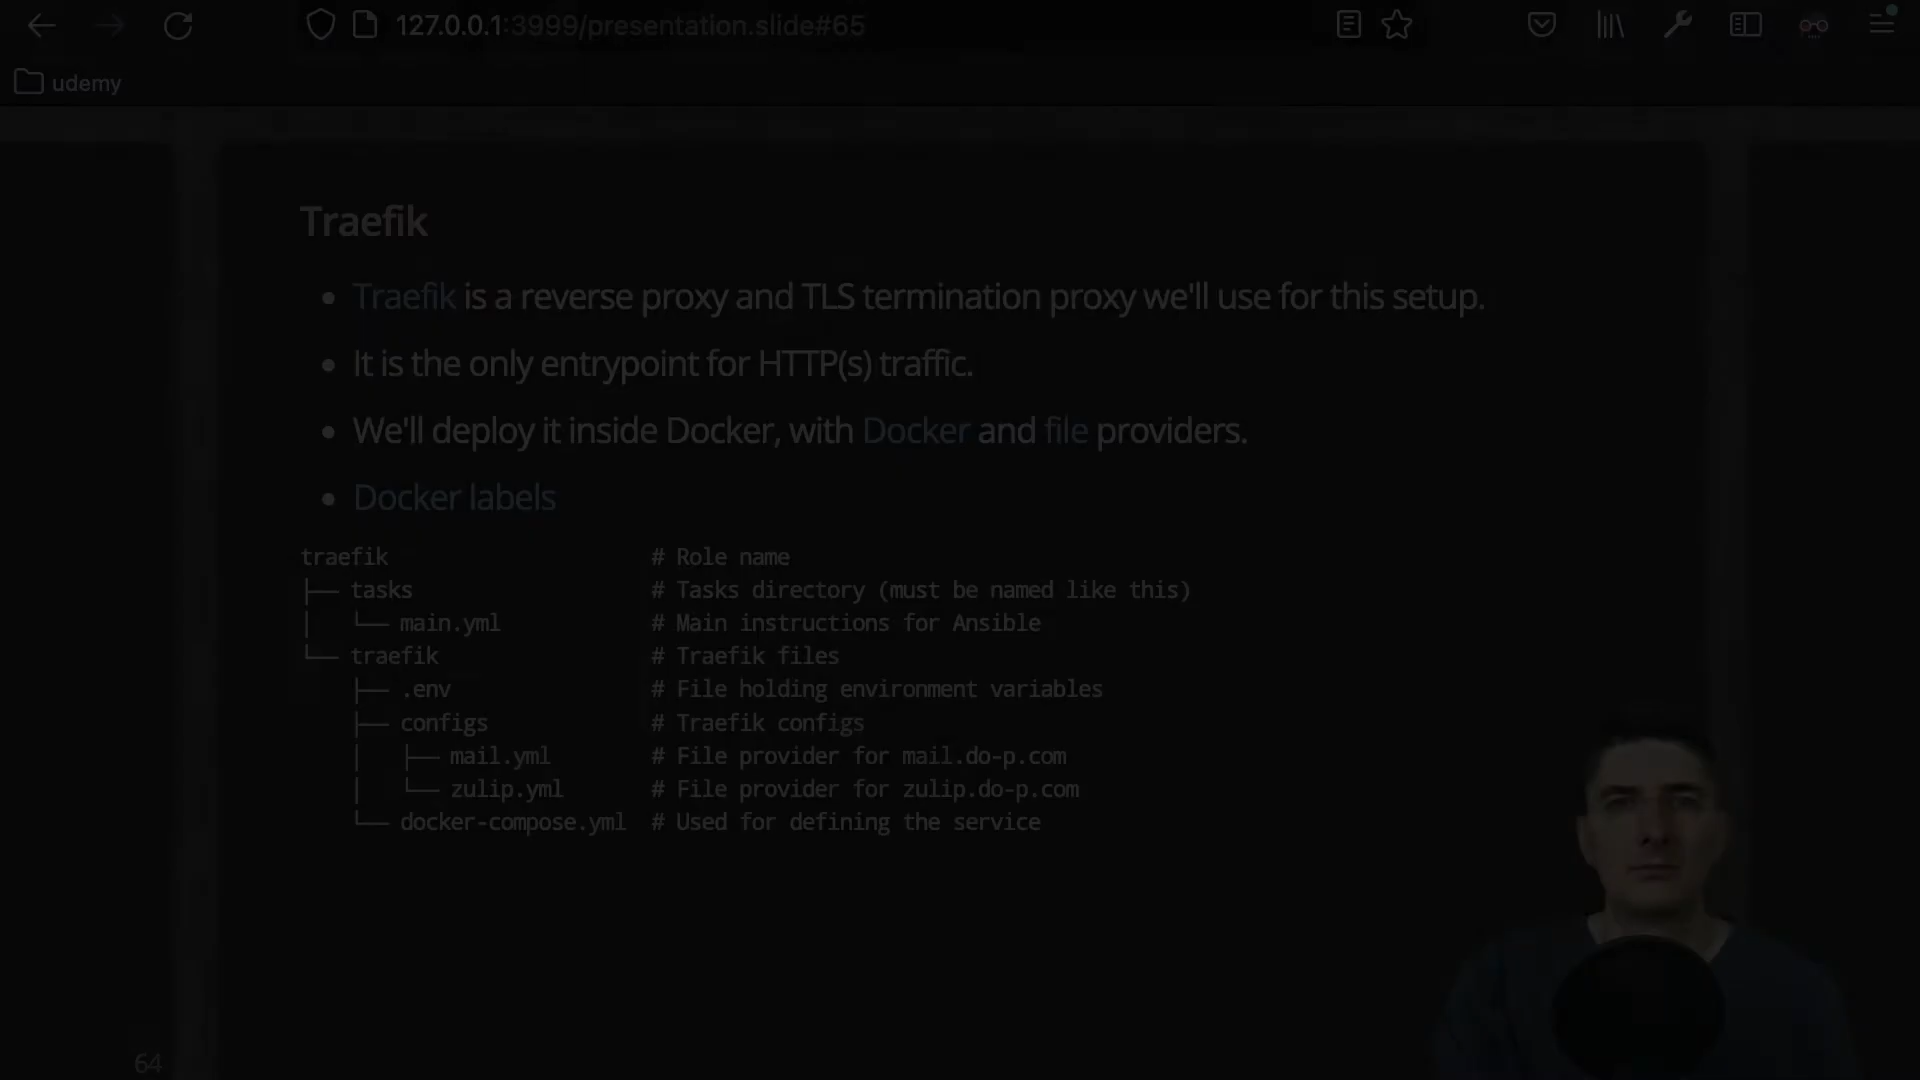 127.0.0.1:3999/presentation.slide#65
udemy
Traefik
• Traefik is a reverse proxy and TLS termination proxy we'll use for this setup.
• It is the only entrypoint for HTTP(s) traffic.
• We'll deploy it inside Docker, with Docker and file providers.
• Docker labels
traefik # Role name
├── tasks # Tasks directory (must be named like this)
│   └── main.yml # Main instructions for Ansible
└── traefik # Traefik files
    ├── .env # File holding environment variables
    ├── configs # Traefik configs
    │   ├── mail.yml # File provider for mail.do-p.com
    │   └── zulip.yml # File provider for zulip.do-p.com
    └── docker-compose.yml # Used for defining the service
64